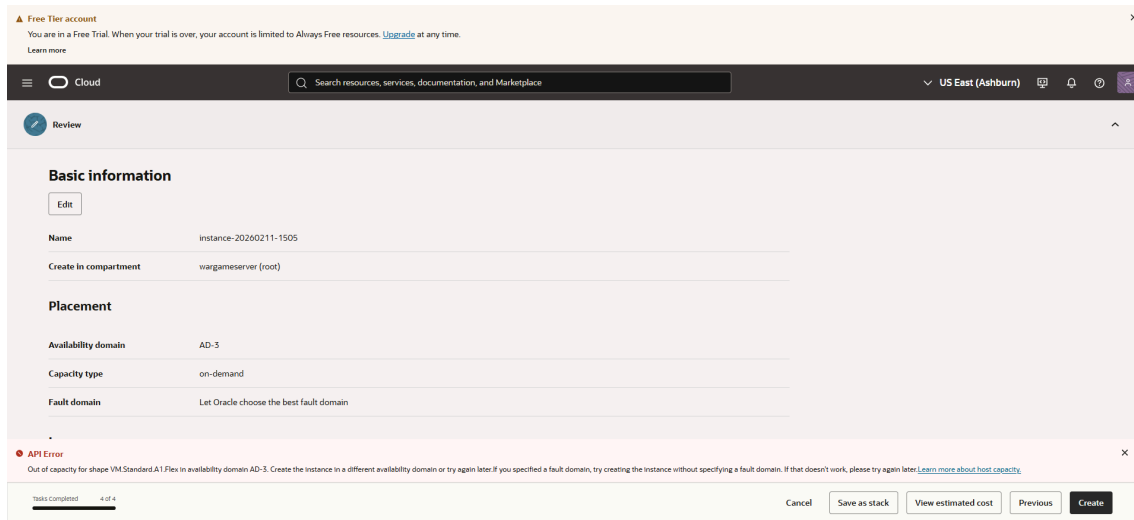 Free Tier account
You are in a Free Trial. When your trial is over, your account is limited to Always Free resources. Upgrade at any time.
Learn more
Cloud
Search resources, services, documentation, and Marketplace
US East (Ashburn)
Review
Basic information
Edit
Name instance-20260211-1505
Create in compartment wargameserver (root)
Placement
Availability domain AD-3
Capacity type on-demand
Fault domain Let Oracle choose the best fault domain
API Error
Out of capacity for shape VM.Standard.A1.Flex in availability domain AD-3. Create the instance in a different availability domain or try again later.If you specified a fault domain, try creating the instance without specifying a fault domain. If that doesn't work, please try again later.Learn more about host capacity.
Tasks Completed 4 of 4
Cancel Save as stack View estimated cost Previous Create